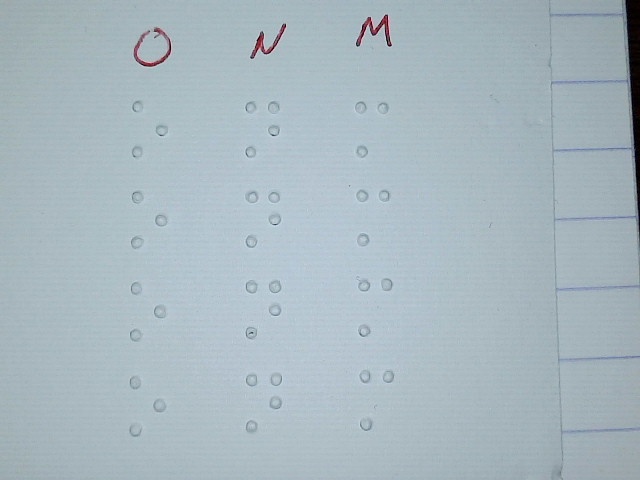 O N M
⠕ ⠝ ⠍
⠕ ⠝ ⠍
⠕ ⠝ ⠍
⠕ ⠝ ⠍